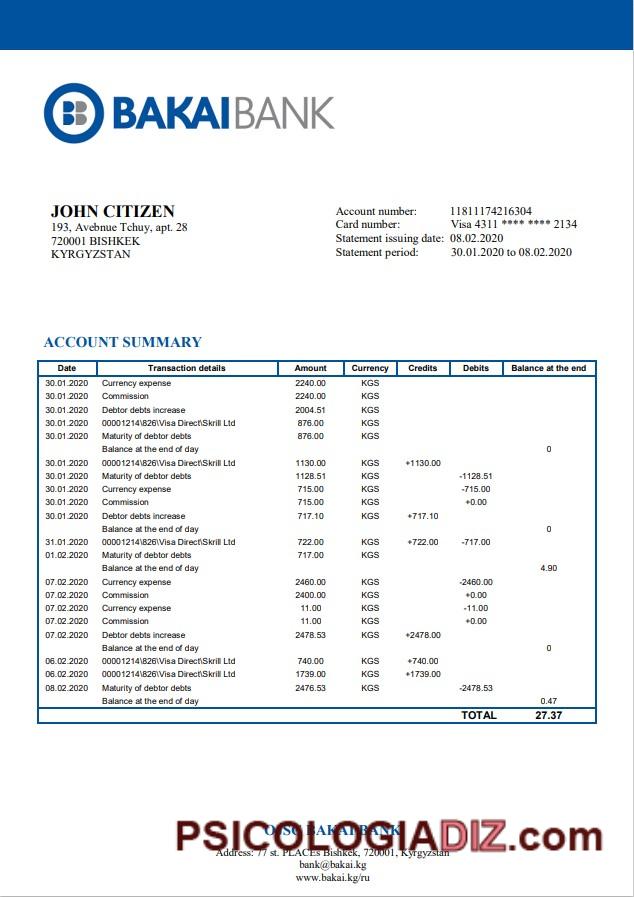 BAKAIBANK
JOHN CITIZEN
193, Avebnue Tchuy, apt. 28
720001 BISHKEK
KYRGYZSTAN
Account number: 11811174216304
Card number: Visa 4311 **** **** 2134
Statement issuing date: 08.02.2020
Statement period: 30.01.2020 to 08.02.2020
ACCOUNT SUMMARY
Date Transaction details Amount Currency Credits Debits Balance at the end
30.01.2020 Currency expense 2240.00 KGS
30.01.2020 Commission 2240.00 KGS
30.01.2020 Debtor debts increase 2004.51 KGS
30.01.2020 00001214\826\Visa Direct\Skrill Ltd 876.00 KGS
30.01.2020 Maturity of debtor debts 876.00 KGS
Balance at the end of day 0
30.01.2020 00001214\826\Visa Direct\Skrill Ltd 1130.00 KGS +1130.00
30.01.2020 Maturity of debtor debts 1128.51 KGS -1128.51
30.01.2020 Currency expense 715.00 KGS -715.00
30.01.2020 Commission 715.00 KGS +0.00
30.01.2020 Debtor debts increase 717.10 KGS +717.10
Balance at the end of day 0
31.01.2020 00001214\826\Visa Direct\Skrill Ltd 722.00 KGS +722.00 -717.00
01.02.2020 Maturity of debtor debts 717.00 KGS
Balance at the end of day 4.90
07.02.2020 Currency expense 2460.00 KGS -2460.00
07.02.2020 Commission 2400.00 KGS +0.00
07.02.2020 Currency expense 11.00 KGS -11.00
07.02.2020 Commission 11.00 KGS +0.00
07.02.2020 Debtor debts increase 2478.53 KGS +2478.00
Balance at the end of day 0
06.02.2020 00001214\826\Visa Direct\Skrill Ltd 740.00 KGS +740.00
06.02.2020 00001214\826\Visa Direct\Skrill Ltd 1739.00 KGS +1739.00
08.02.2020 Maturity of debtor debts 2476.53 KGS -2478.53
Balance at the end of day 0.47
TOTAL 27.37
OJSC BAKAI BANK
PSICOLOGIADIZ.com
Address: 77 st. PLACEs Bishkek, 720001, Kyrgyzstan
bank@bakai.kg
www.bakai.kg/ru